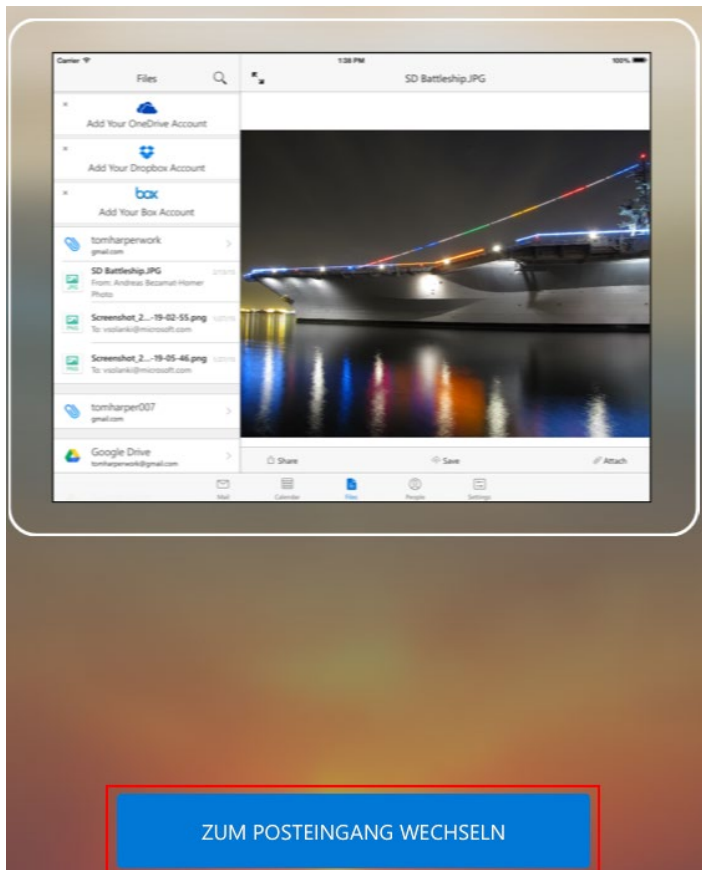 Carrier
1:38 PM
100%
Files
SD Battleship.JPG
Add Your OneDrive Account
Add Your Dropbox Account
box
Add Your Box Account
tomharperwork
gmail.com
SD Battleship.JPG
From: Andreas Bezamat-Homer
Photo
JPG
Screenshot_2...-19-02-55.png
To: vsolanki@microsoft.com
PNG
Screenshot_2...-19-05-46.png
To: vsolanki@microsoft.com
PNG
tomharper007
gmail.com
Google Drive
tomharperwork@gmail.com
Share
Save
Attach
Mail
Calendar
Files
People
Settings
ZUM POSTEINGANG WECHSELN